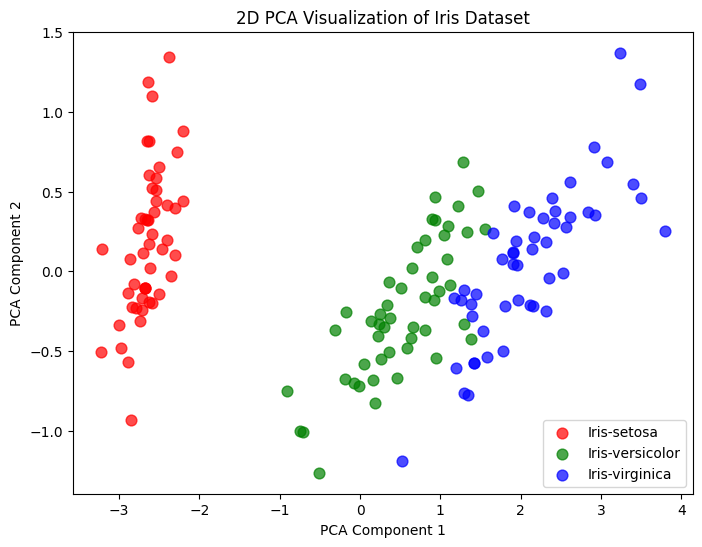 2D PCA Visualization of Iris Dataset
PCA Component 2
1.5
1.0
0.5
0.0
−0.5
−1.0
Iris-setosa
Iris-versicolor
Iris-virginica
−3 −2 −1 0 1 2 3 4
PCA Component 1